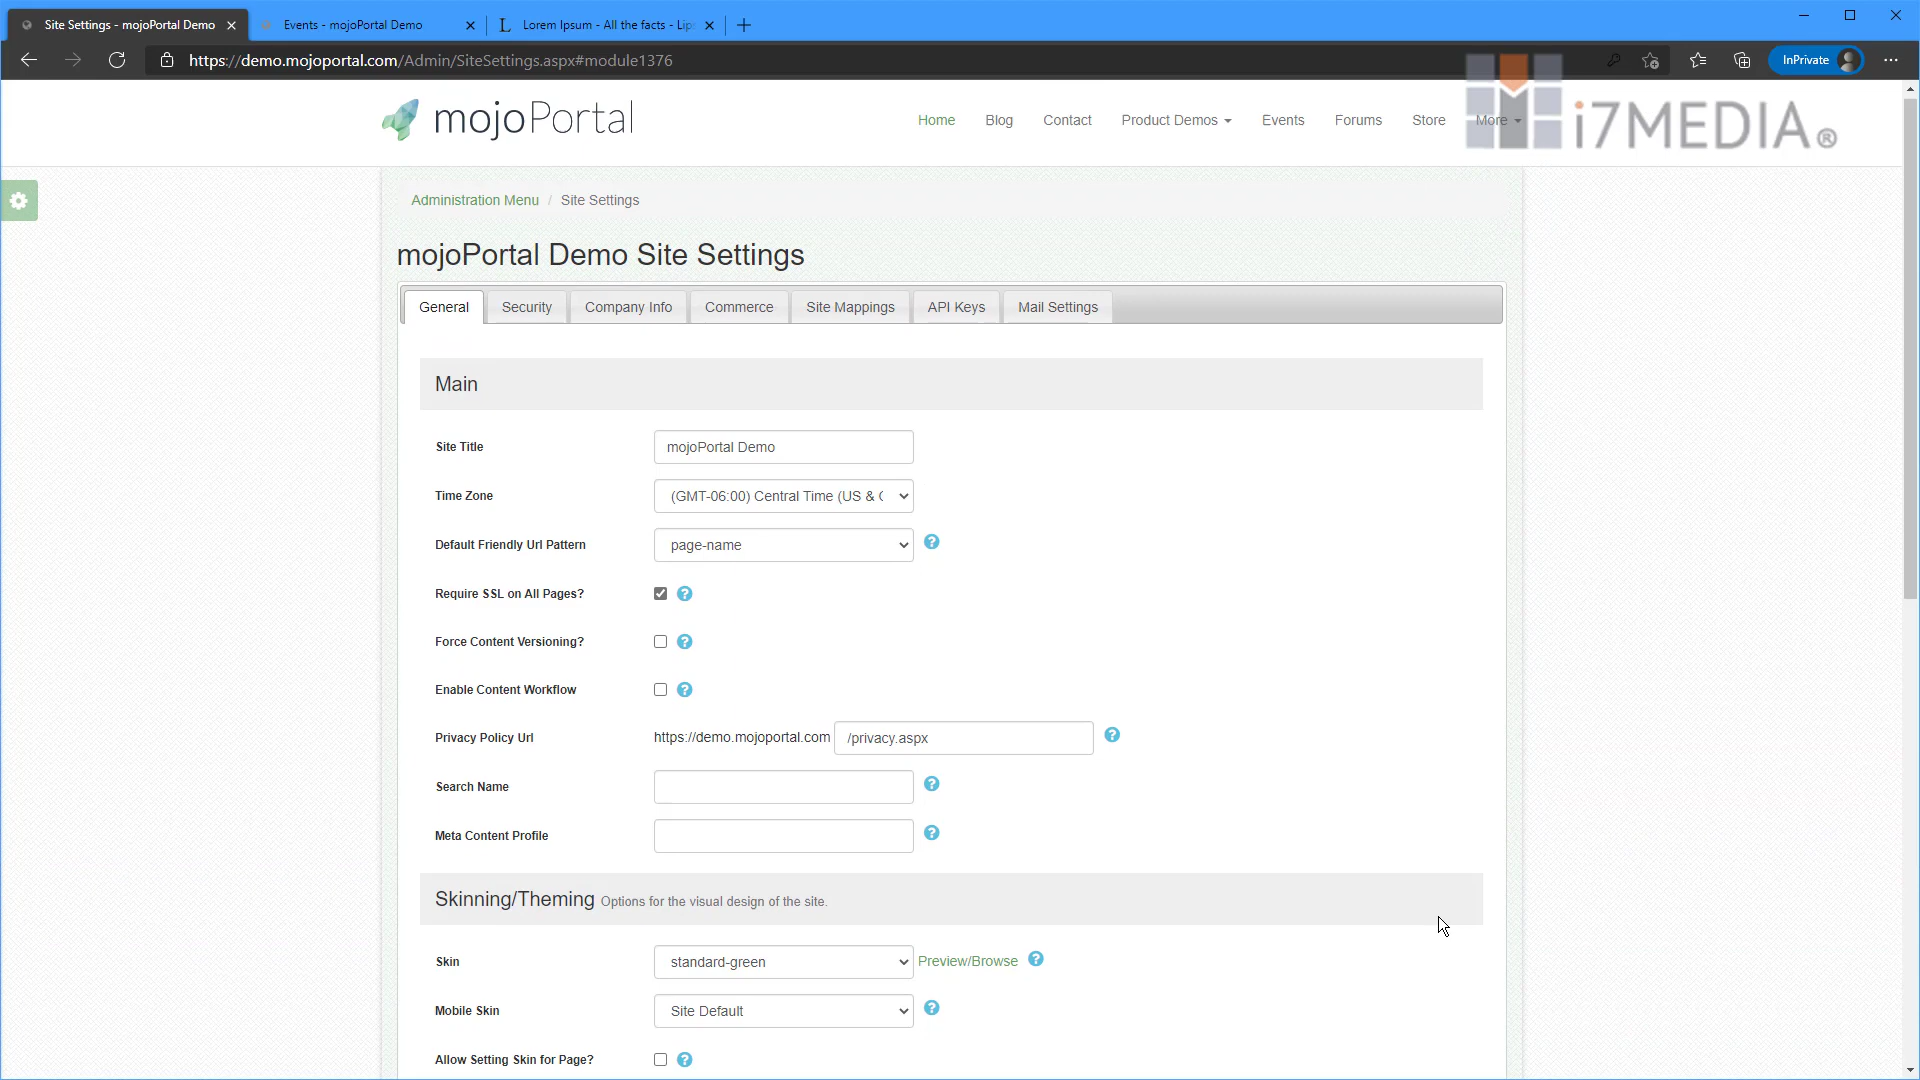 Site Settings - mojoPortal Demo
Events - mojoPortal Demo
Lorem Ipsum - All the facts - Lip
https://demo.mojoportal.com/Admin/SiteSettings.aspx#module1376
InPrivate
mojoPortal
Home
Blog
Contact
Product Demos
Events
Forums
Store
More
i7MEDIA®
Administration Menu / Site Settings
mojoPortal Demo Site Settings
General
Security
Company Info
Commerce
Site Mappings
API Keys
Mail Settings
Main
Site Title
mojoPortal Demo
Time Zone
(GMT-06:00) Central Time (US & C
Default Friendly Url Pattern
page-name
Require SSL on All Pages?
Force Content Versioning?
Enable Content Workflow
Privacy Policy Url
https://demo.mojoportal.com
/privacy.aspx
Search Name
Meta Content Profile
Skinning/Theming Options for the visual design of the site.
Skin
standard-green
Preview/Browse
Mobile Skin
Site Default
Allow Setting Skin for Page?